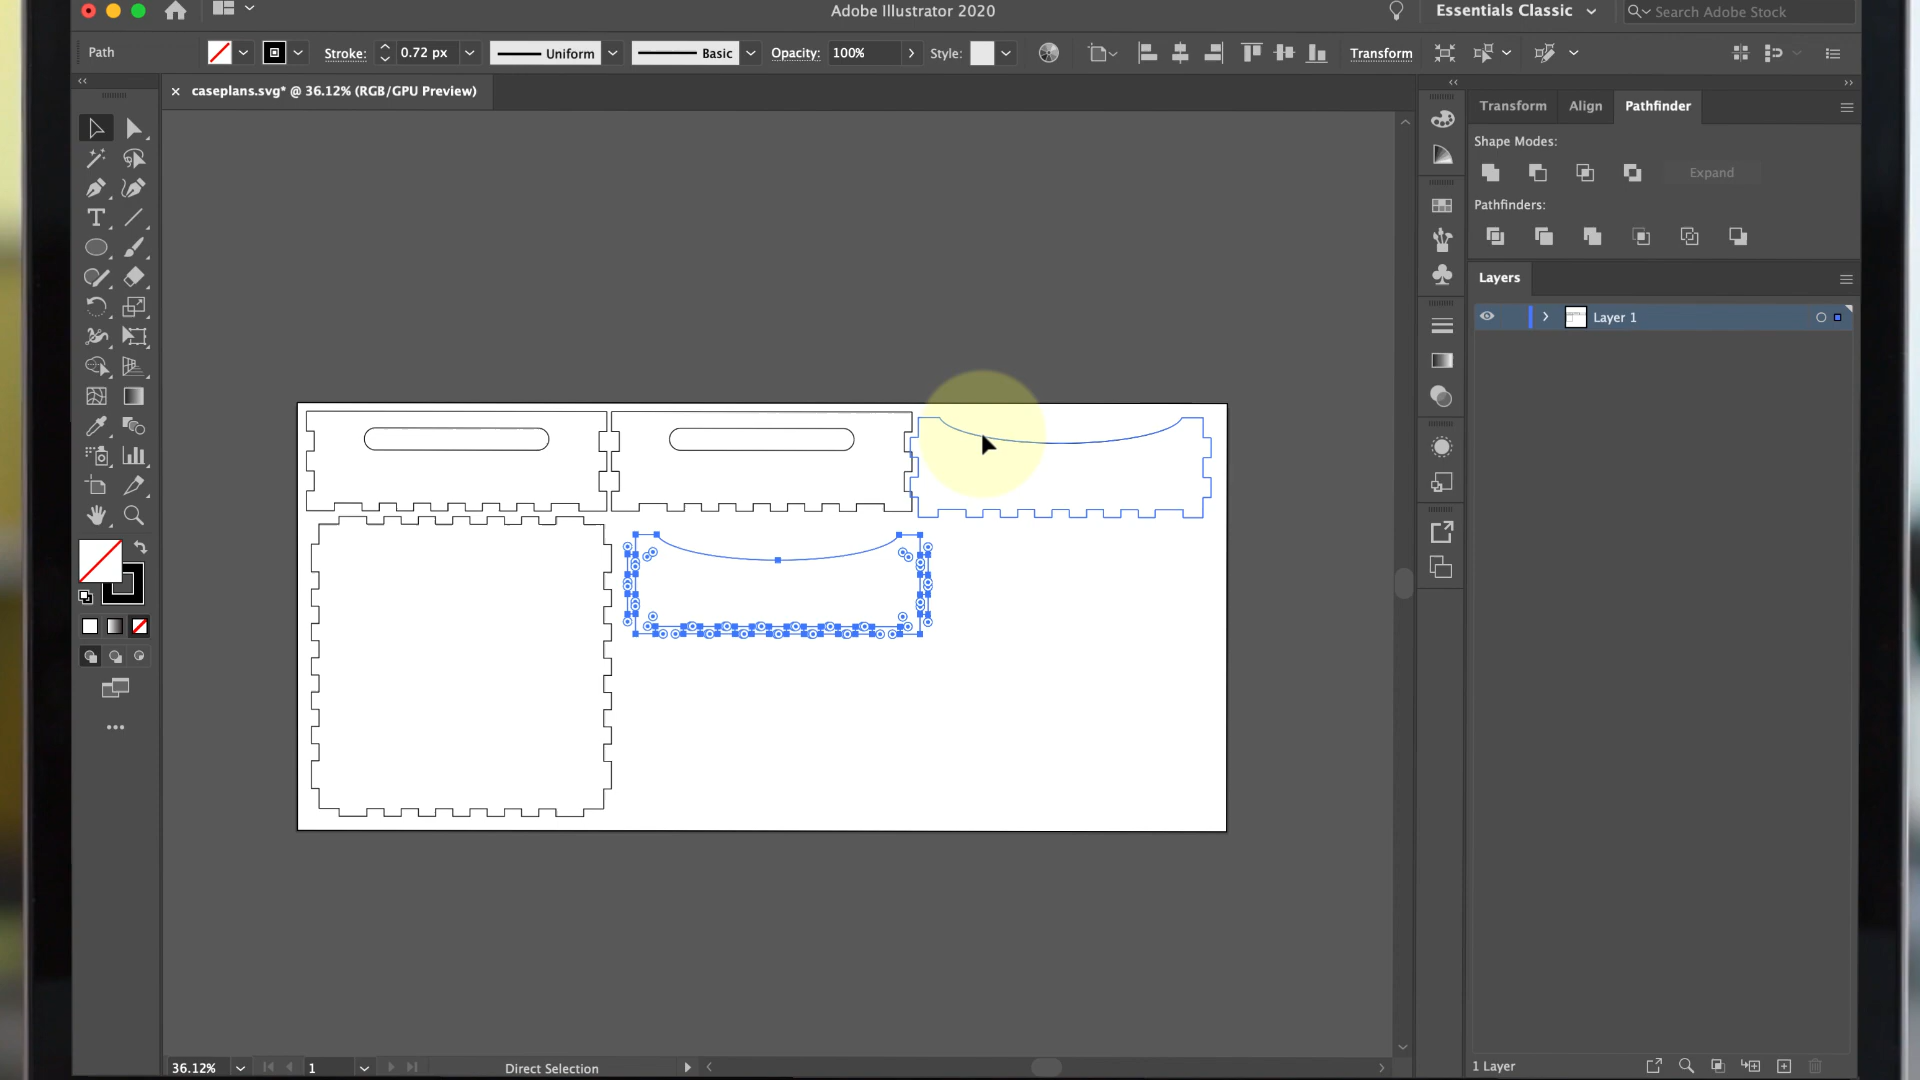 Adobe Illustrator 2020
Essentials Classic
Search Adobe Stock
Path
Stroke:
0.72 px
Uniform
Basic
Opacity:
100%
Style:
Transform
caseplans.svg* @ 36.12% (RGB/GPU Preview)
Transform
Align
Pathfinder
Shape Modes:
Expand
Pathfinders:
Layers
Layer 1
36.12%
1
Direct Selection
1 Layer